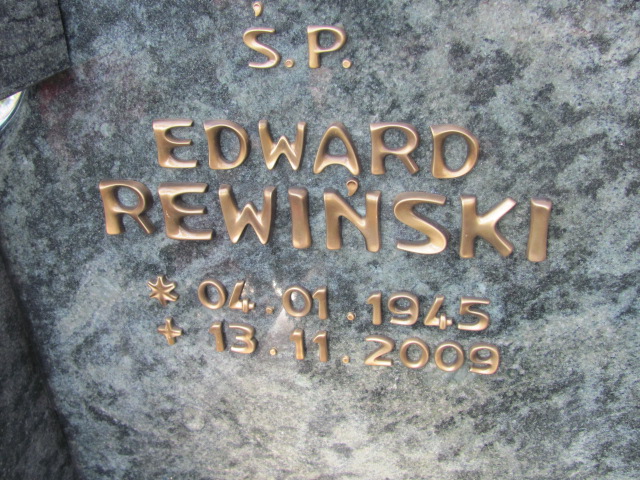 Ś.P.
EDWARD
REWIŃSKI
* 04.01.1945
+ 13.11.2009